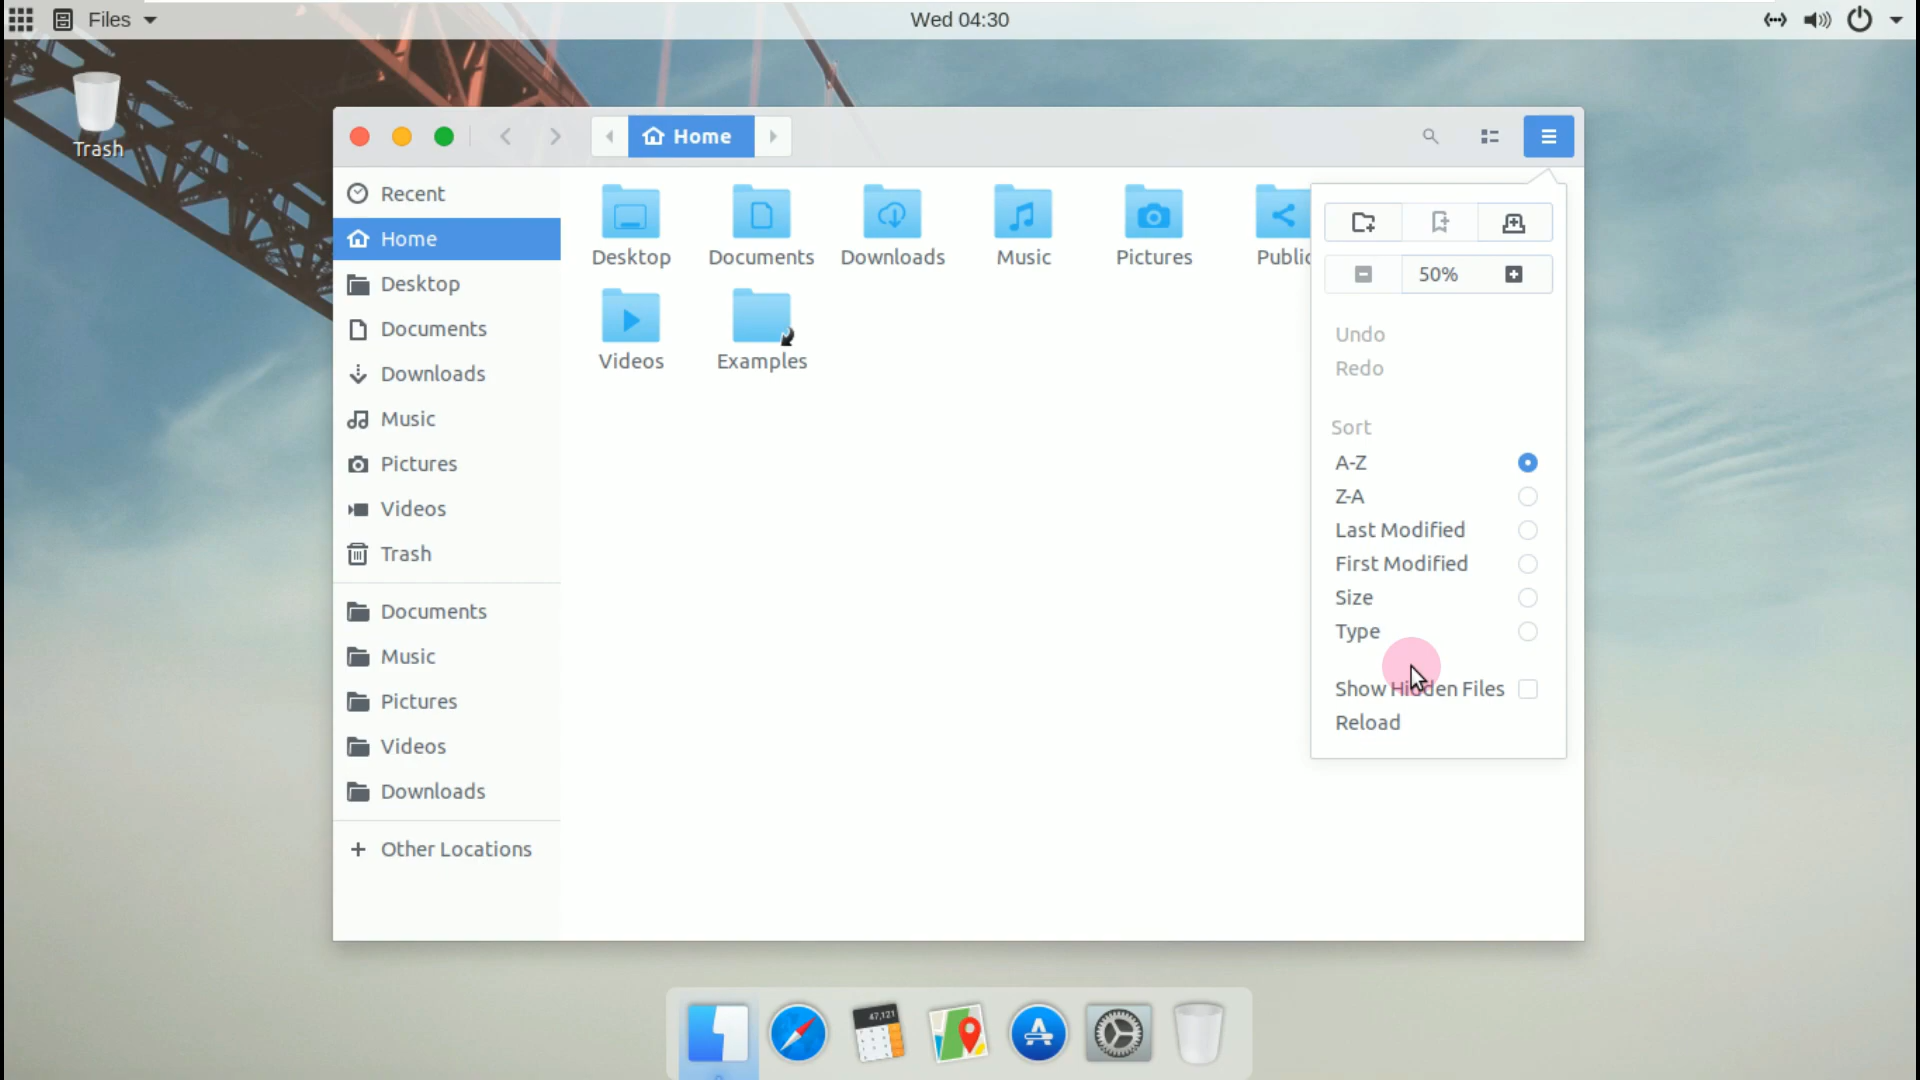 Files
Wed 04:30
Trash
Home
Recent
Home
Desktop
Documents
Downloads
Music
Pictures
Videos
Trash
Documents
Music
Pictures
Videos
Downloads
Other Locations
Desktop
Documents
Downloads
Music
Pictures
Public
Videos
Examples
50%
Undo
Redo
Sort
A-Z
Z-A
Last Modified
First Modified
Size
Type
Show Hidden Files
Reload
47,121